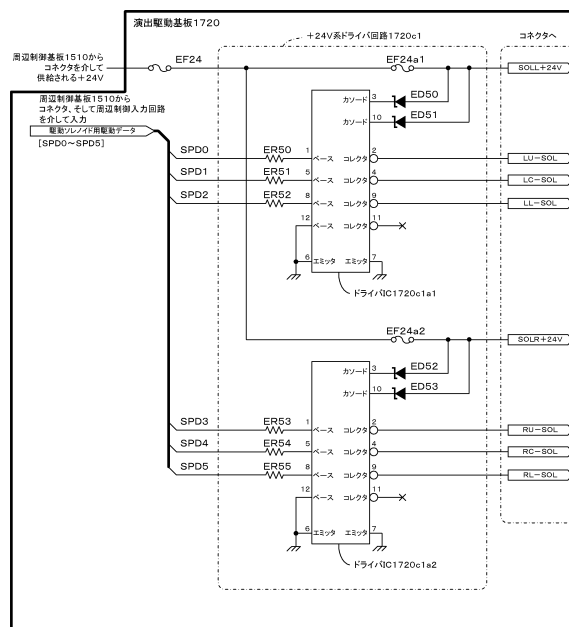 演出駆動基板1720
+24V系ドライバ回路1720c1
コネクタへ
周辺制御基板1510から
コネクタを介して
供給される+24V
EF24
EF24a1
SOLL+24V
周辺制御基板1510から
コネクタ、そして周辺制御入力回路
を介して入力
駆動ソレノイド用駆動データ
[SPD0～SPD5]
カソード 3 ED50
カソード 10 ED51
SPD0 ER50 1 ベース コレクタ 2 LU-SOL
SPD1 ER51 5 ベース コレクタ 4 LC-SOL
SPD2 ER52 8 ベース コレクタ 9 LL-SOL
12 ベース コレクタ 11
6 エミッタ エミッタ 7
ドライバIC1720c1a1
EF24a2
SOLR+24V
カソード 3 ED52
カソード 10 ED53
SPD3 ER53 1 ベース コレクタ 2 RU-SOL
SPD4 ER54 5 ベース コレクタ 4 RC-SOL
SPD5 ER55 8 ベース コレクタ 9 RL-SOL
12 ベース コレクタ 11
6 エミッタ エミッタ 7
ドライバIC1720c1a2